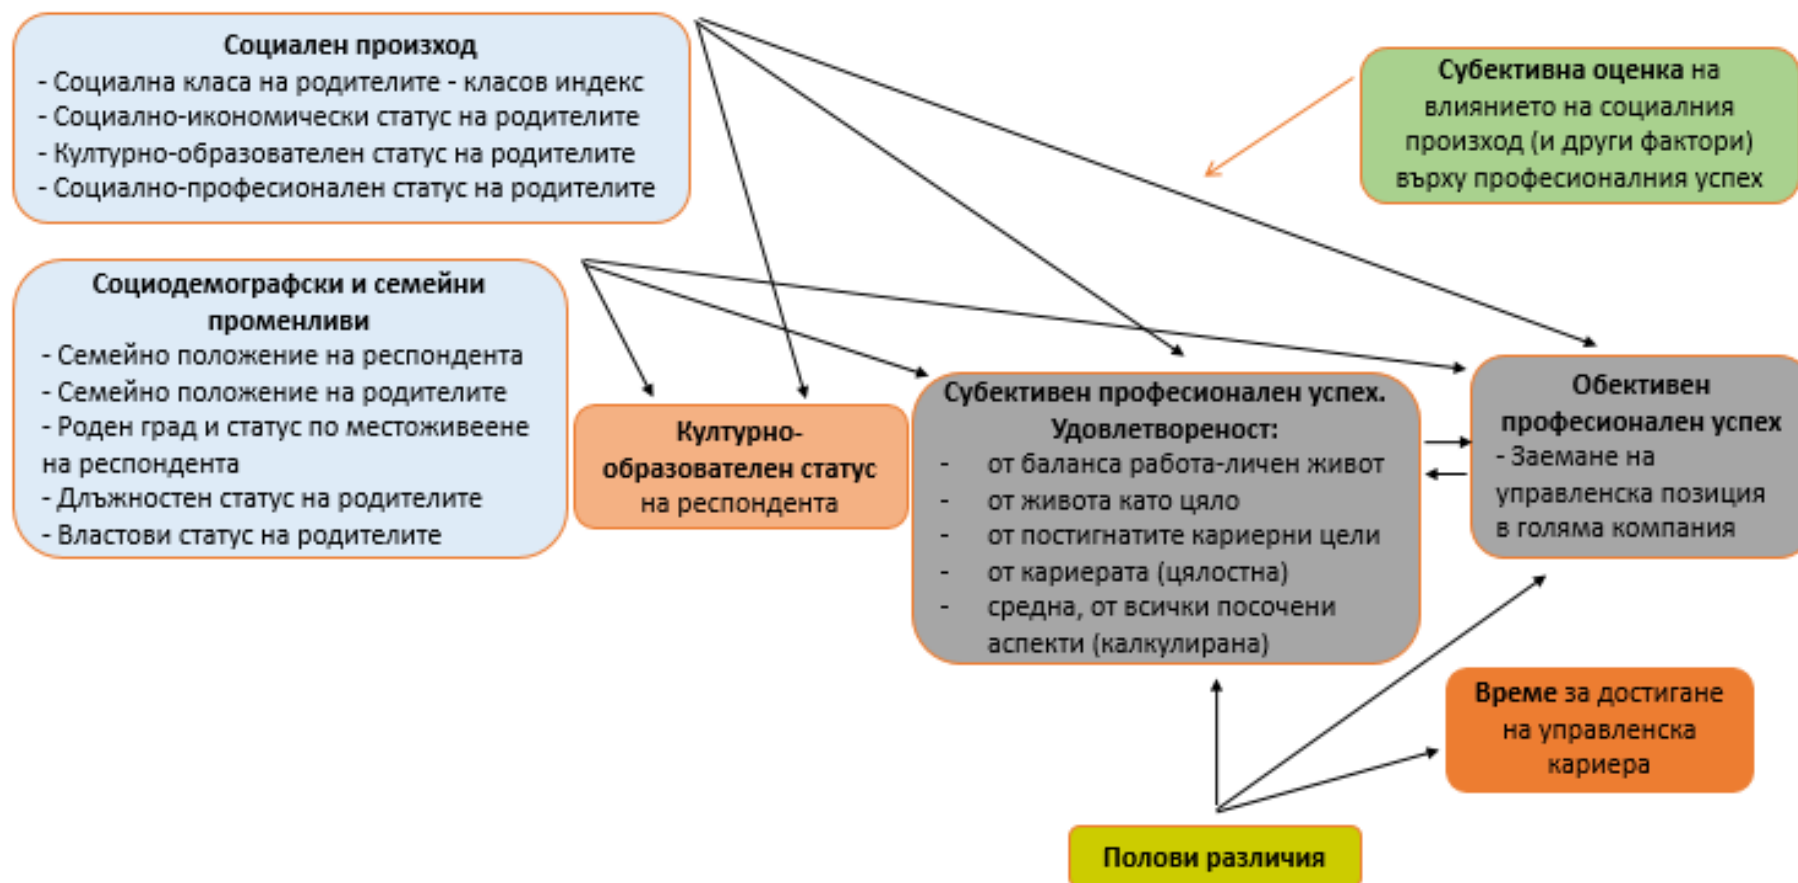 Социален произход
- Социална класа на родителите - класов индекс
- Социално-икономически статус на родителите
- Културно-образователен статус на родителите
- Социално-професионален статус на родителите
Субективна оценка на
влиянието на социалния
произход (и други фактори)
върху професионалния успех
Социодемографски и семейни
променливи
- Семейно положение на респондента
- Семейно положение на родителите
- Роден град и статус по местоживеене
на респондента
- Длъжностен статус на родителите
- Властови статус на родителите
Културно-
образователен статус
на респондента
Субективен професионален успех.
Удовлетвореност:
- от баланса работа-личен живот
- от живота като цяло
- от постигнатите кариерни цели
- от кариерата (цялостна)
- средна, от всички посочени
аспекти (калкулирана)
Обективен
професионален успех
- Заемане на
управленска позиция
в голяма компания
Време за достигане
на управленска
кариера
Полови различия